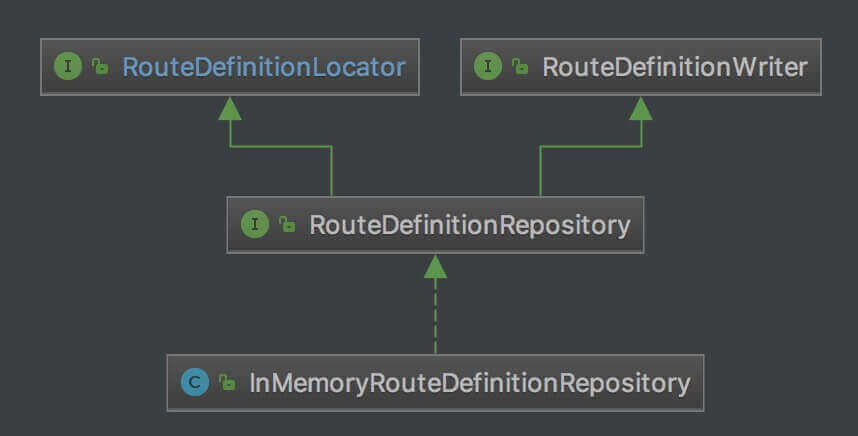 I RouteDefinitionLocator
I RouteDefinitionWriter
I RouteDefinitionRepository
C InMemoryRouteDefinitionRepository